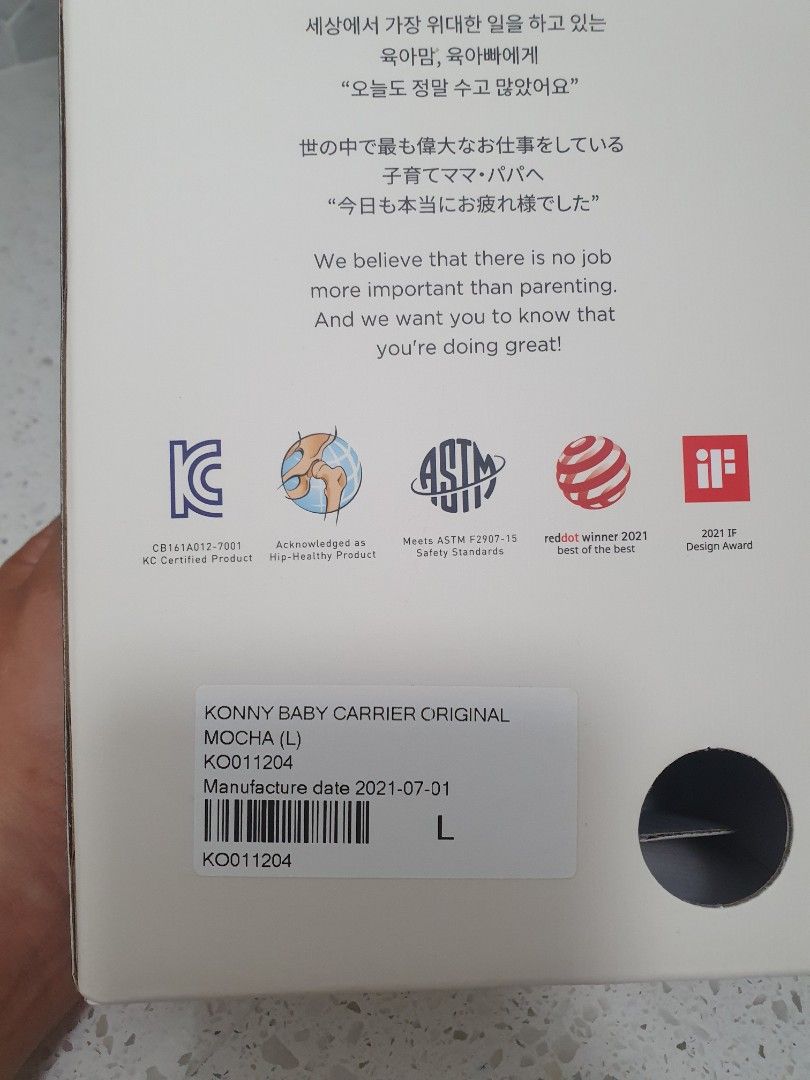 세상에서 가장 위대한 일을 하고 있는
육아맘, 육아빠에게
“오늘도 정말 수고 많았어요”
世の中で最も偉大なお仕事をしている
子育てママ・パパへ
“今日も本当にお疲れ様でした”
We believe that there is no job
more important than parenting.
And we want you to know that
you're doing great!
KC
ASTM
iF
CB161A012-7001
KC Certified Product
Acknowledged as
Hip-Healthy Product
Meets ASTM F2907-15
Safety Standards
reddot winner 2021
best of the best
2021 IF
Design Award
KONNY BABY CARRIER ORIGINAL
MOCHA (L)
KO011204
Manufacture date 2021-07-01
L
KO011204